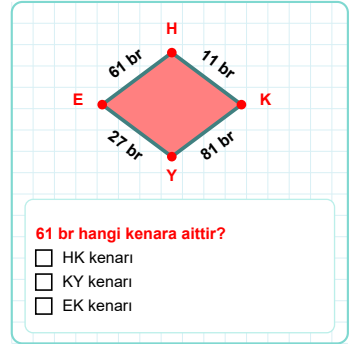 H
61 br
11 br
E
K
27 br
81 br
Y
61 br hangi kenara aittir?
HK kenarı
KY kenarı
EK kenarı